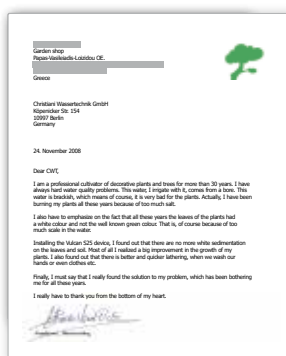 Garden shop
Papas-Vasileiadis-Loizidou OE.
Greece
Christiani Wassertechnik GmbH
Köpenicker Str. 154
10997 Berlin
Germany
24. November 2008
Dear CWT,
I am a professional cultivator of decorative plants and trees for more than 30 years. I have
always hard water quality problems. This water, I irrigate with it, comes from a bore. This
water is brackish, which means of course, it is very bad for the plants. Actually, I have been
burning my plants all these years because of too much salt.
I also have to emphasize on the fact that all these years the leaves of the plants had
a white colour and not the well known green colour. That is, of course because of too
much scale in the water.
Installing the Vulcan S25 device, I found out that there are no more white sedimentation
on the leaves and soil. Most of all I realized a big improvement in the growth of my
plants. I also found out that there is better and quicker lathering, when we wash our
hands or even clothes etc.
Finally, I must say that I really found the solution to my problem, which has been bothering
me for all these years.
I really have to thank you from the bottom of my heart.